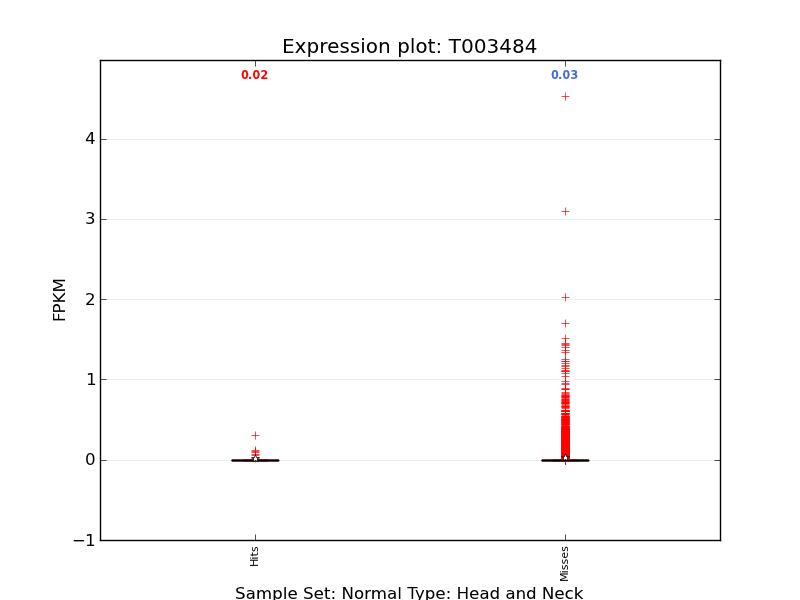 Expression plot: T003484
0.02
0.03
4
3
2
1
0
−1
FPKM
Hits
Misses
Sample Set: Normal Type: Head and Neck